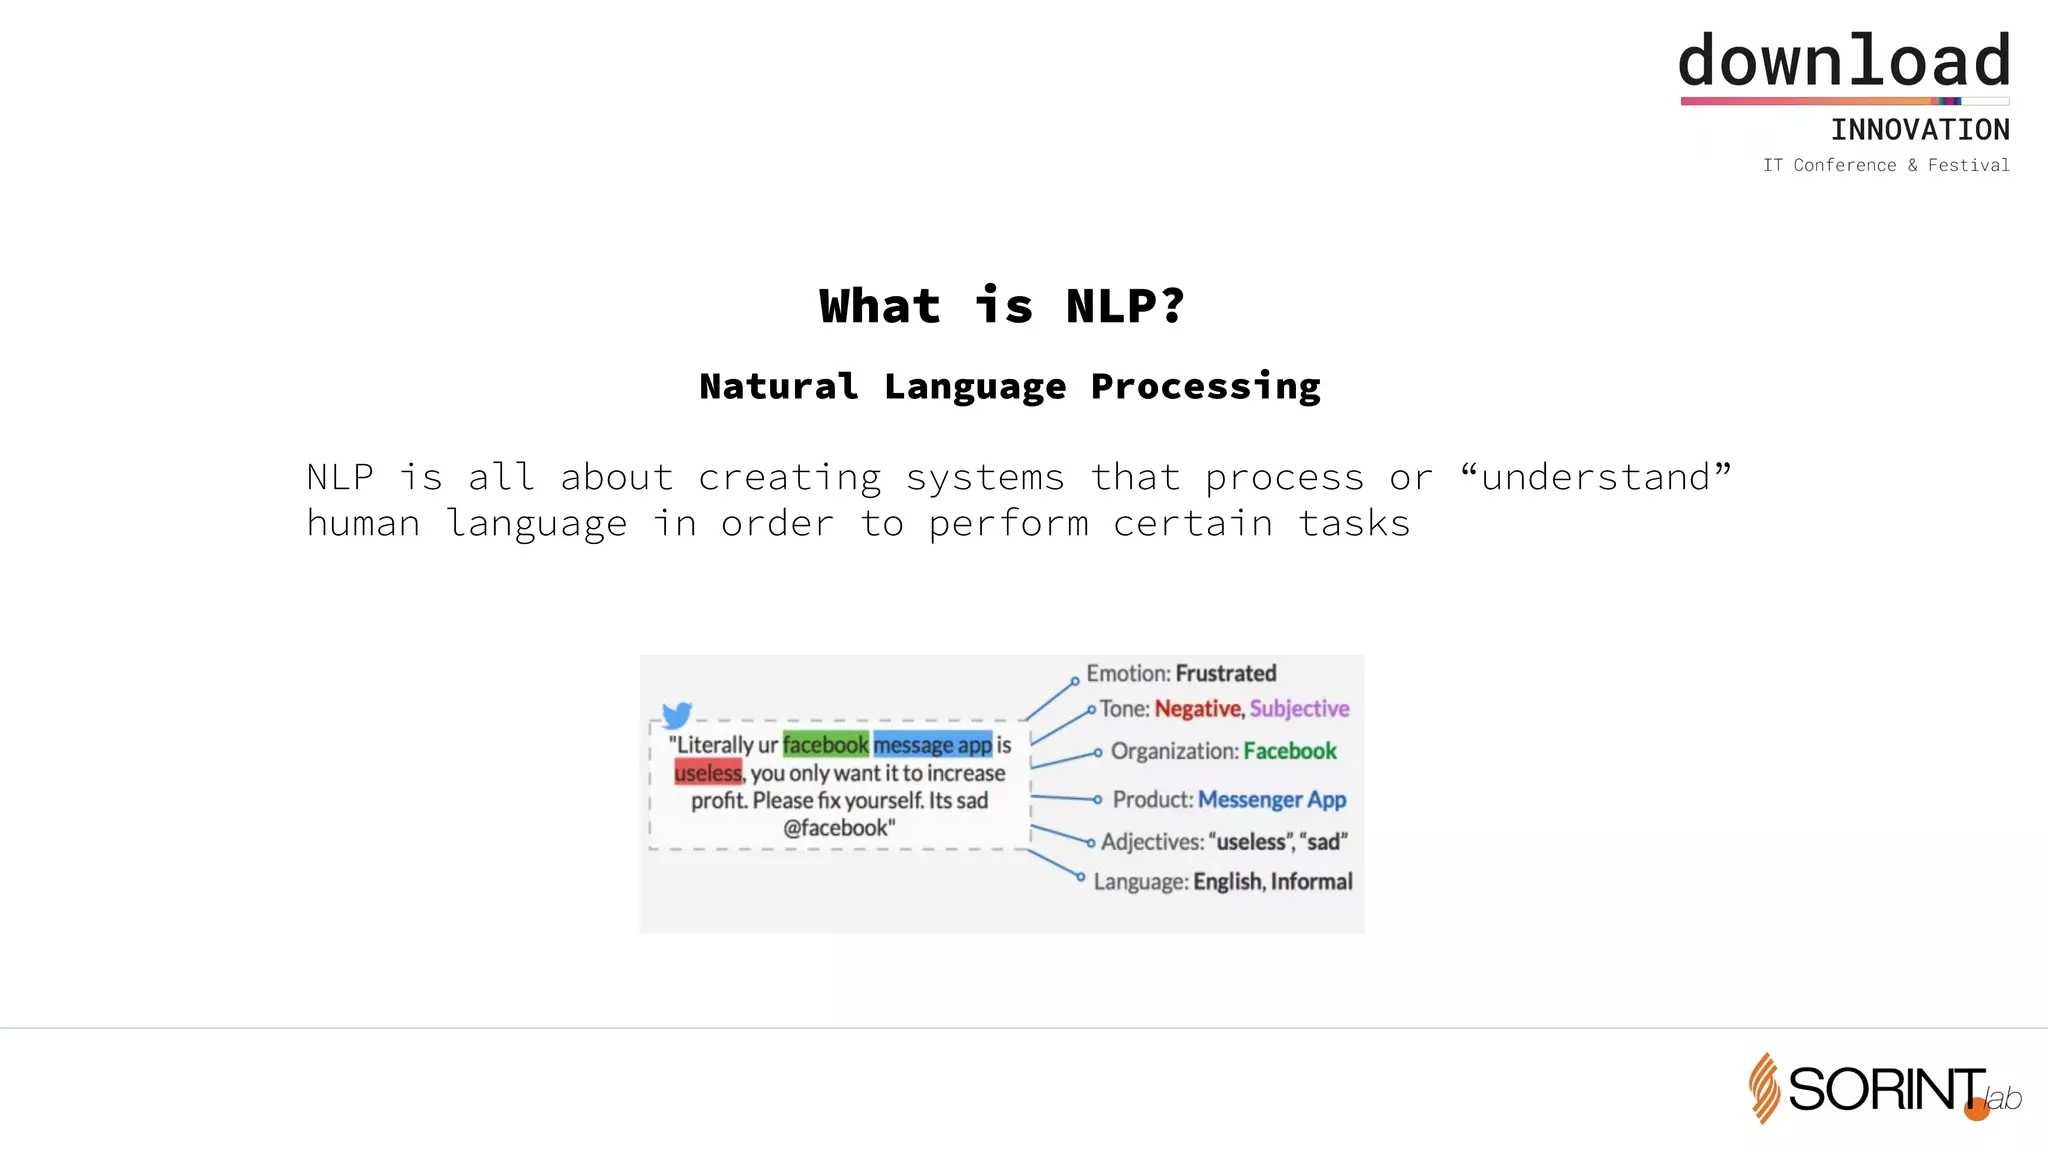 download
INNOVATION
IT Conference & Festival
What is NLP?
Natural Language Processing
NLP is all about creating systems that process or “understand”
human language in order to perform certain tasks
"Literally ur facebook message app is
useless, you only want it to increase
profit. Please fix yourself. Its sad
@facebook"
Emotion: Frustrated
Tone: Negative, Subjective
Organization: Facebook
Product: Messenger App
Adjectives: “useless”, “sad”
Language: English, Informal
SORINT.lab